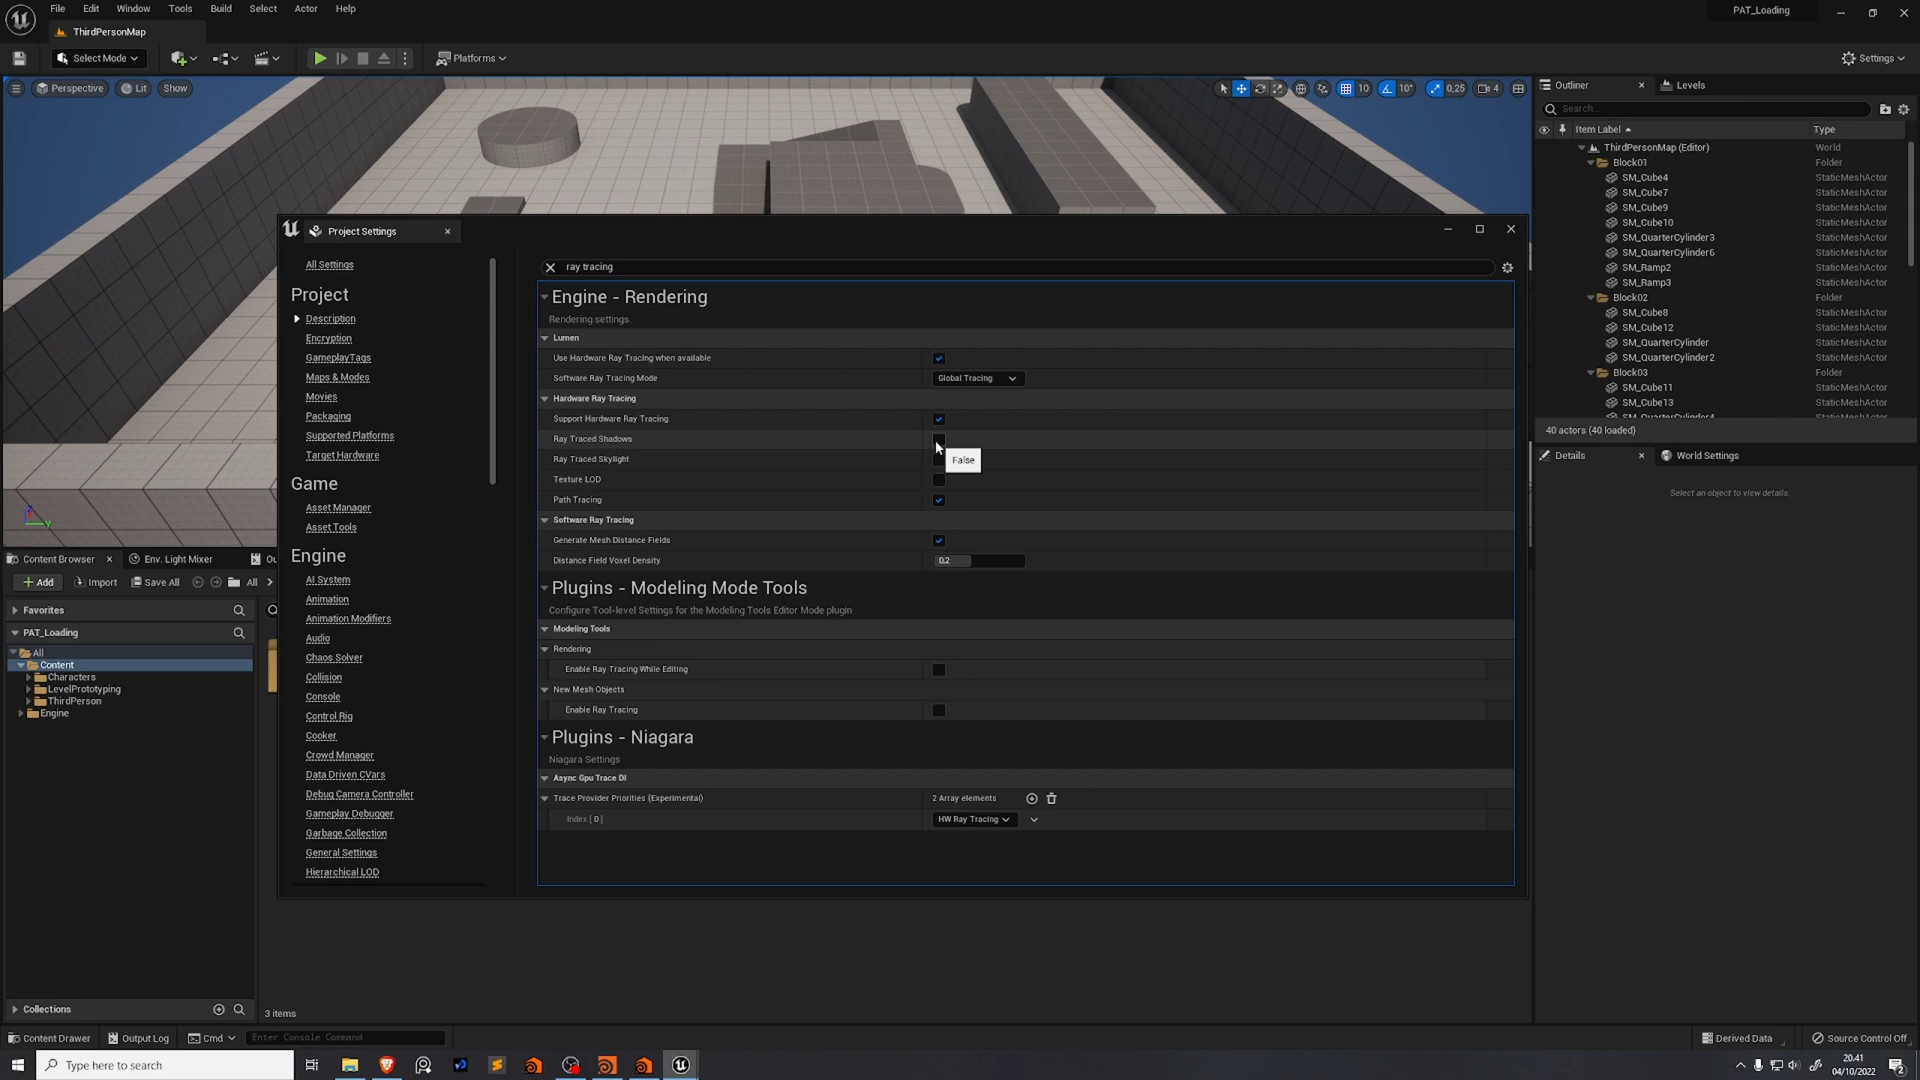 File Edit Window Tools Build Select Actor Help PAT_Loading
ThirdPersonMap
Select Mode Platforms Settings
Perspective Lit Show 10 10° 0,25 4
Outliner Levels
Search...
Item Label Type
ThirdPersonMap (Editor) World
Block01 Folder
SM_Cube4 StaticMeshActor
SM_Cube7 StaticMeshActor
SM_Cube9 StaticMeshActor
SM_Cube10 StaticMeshActor
SM_QuarterCylinder3 StaticMeshActor
SM_QuarterCylinder6 StaticMeshActor
SM_Ramp2 StaticMeshActor
SM_Ramp3 StaticMeshActor
Block02 Folder
SM_Cube8 StaticMeshActor
SM_Cube12 StaticMeshActor
SM_QuarterCylinder StaticMeshActor
SM_QuarterCylinder2 StaticMeshActor
Block03 Folder
SM_Cube11 StaticMeshActor
SM_Cube13 StaticMeshActor
SM_QuarterCylinder4 StaticMeshActor
40 actors (40 loaded)
Details World Settings
Select an object to view details.
Project Settings
All Settings
Project
Description
Encryption
GameplayTags
Maps & Modes
Movies
Packaging
Supported Platforms
Target Hardware
Game
Asset Manager
Asset Tools
Engine
AI System
Animation
Animation Modifiers
Audio
Chaos Solver
Collision
Console
Control Rig
Cooker
Crowd Manager
Data Driven CVars
Debug Camera Controller
Gameplay Debugger
Garbage Collection
General Settings
Hierarchical LOD
ray tracing
Engine - Rendering
Rendering settings.
Lumen
Use Hardware Ray Tracing when available
Software Ray Tracing Mode Global Tracing
Hardware Ray Tracing
Support Hardware Ray Tracing
Ray Traced Shadows
Ray Traced Skylight False
Texture LOD
Path Tracing
Software Ray Tracing
Generate Mesh Distance Fields
Distance Field Voxel Density 0,2
Plugins - Modeling Mode Tools
Configure Tool-level Settings for the Modeling Tools Editor Mode plugin
Modeling Tools
Rendering
Enable Ray Tracing While Editing
New Mesh Objects
Enable Ray Tracing
Plugins - Niagara
Niagara Settings
Async Gpu Trace DI
Trace Provider Priorities (Experimental) 2 Array elements
Index [ 0 ] HW Ray Tracing
Content Browser Env. Light Mixer Ou
Add Import Save All All
Favorites
PAT_Loading
All
Content
Characters
LevelPrototyping
ThirdPerson
Engine
Collections
3 items
Content Drawer Output Log Cmd Enter Console Command Derived Data Source Control Off
Type here to search
20.41
04/10/2022
2